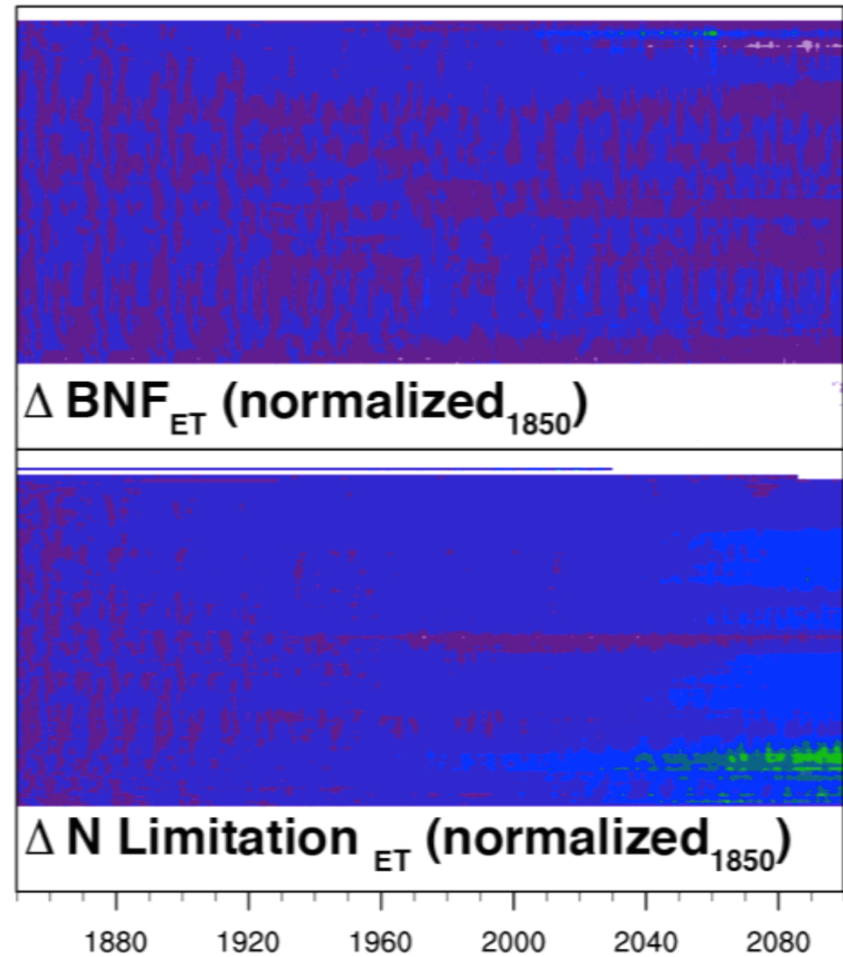 Δ BNF_ET (normalized_1850)
Δ N Limitation _ET (normalized_1850)
1880 1920 1960 2000 2040 2080